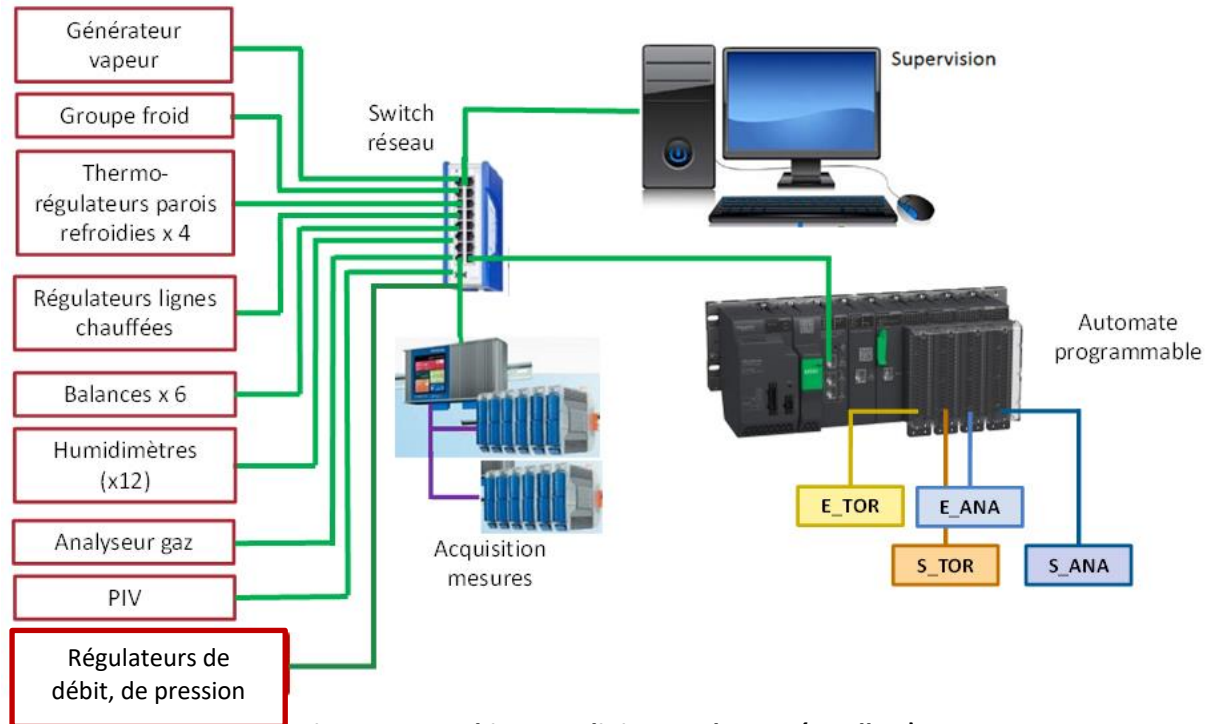 Générateur
vapeur
Groupe froid
Thermo-
régulateurs parois
refroidies x 4
Régulateurs lignes
chauffées
Balances x 6
Humidimètres
(x12)
Analyseur gaz
PIV
Régulateurs de
débit, de pression
Switch
réseau
Supervision
Acquisition
mesures
Automate
programmable
E_TOR
E_ANA
S_TOR
S_ANA